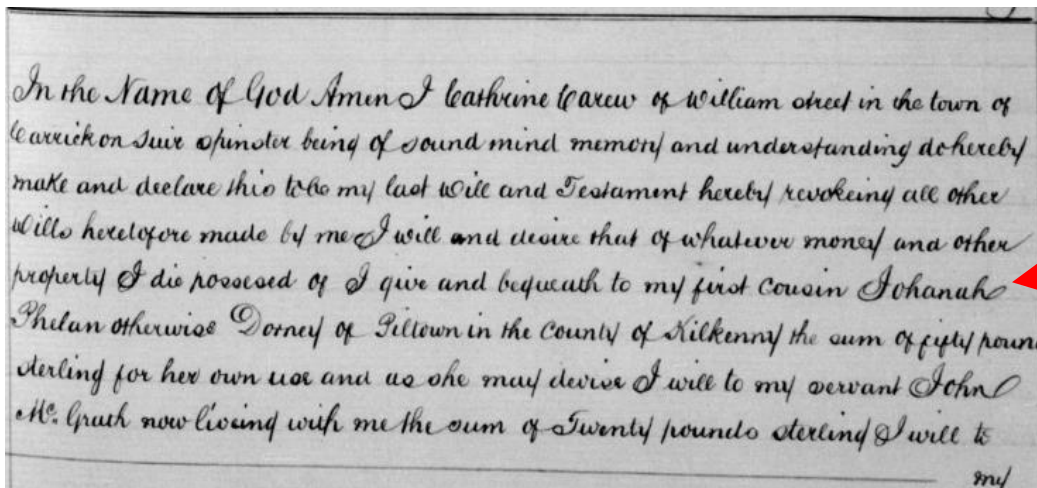 In the Name of God Amen I Cathrine Carew of William street in the town of
Carrick on Suir spinster being of sound mind memory and understanding do hereby
make and declare this to be my last Will and Testament hereby revokeing all other
Wills heretofore made by me I will and desire that of whatever money and other
property I die possesed of I give and bequeath to my first Cousin Johanah
Phelan otherwise Dorney of Piltown in the County of Kilkenny the sum of fifty poun
sterling for her own use and as she may devise I will to my servant John
Mc. Grath now liveing with me the sum of Twenty pounds sterling I will to
my